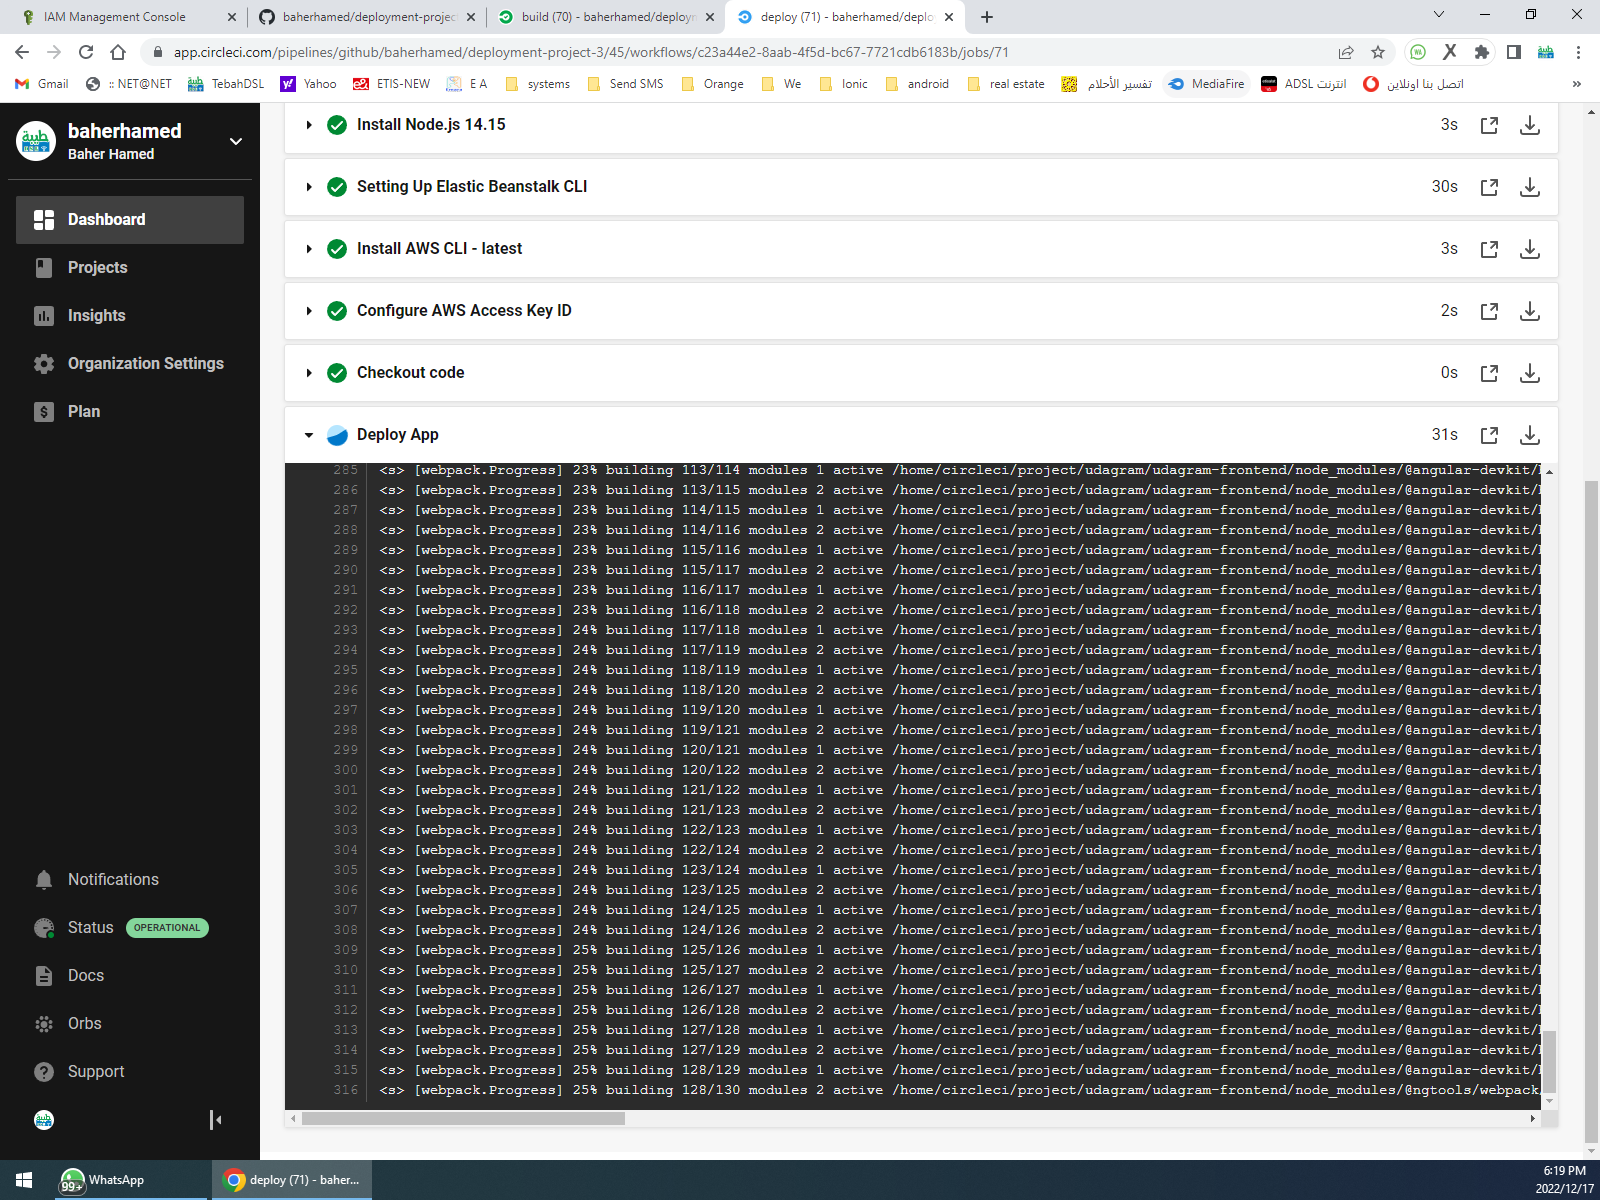 IAM Management Console
baherhamed/deployment-projec
build (70) - baherhamed/deploym
deploy (71) - baherhamed/deplo
app.circleci.com/pipelines/github/baherhamed/deployment-project-3/45/workflows/c23a44e2-8aab-4f5d-bc67-7721cdb6183b/jobs/71
Gmail
:: NET@NET
TebahDSL
Yahoo
ETIS-NEW
E A
systems
Send SMS
Orange
We
Ionic
android
real estate
تفسير الأحلام
MediaFire
ADSL انترنت
اتصل بنا اونلاين
»
baherhamed
Baher Hamed
Dashboard
Projects
Insights
Organization Settings
Plan
Notifications
Status OPERATIONAL
Docs
Orbs
Support
Install Node.js 14.15 3s
Setting Up Elastic Beanstalk CLI 30s
Install AWS CLI - latest 3s
Configure AWS Access Key ID 2s
Checkout code 0s
Deploy App 31s
285 <s> [webpack.Progress] 23% building 113/114 modules 1 active /home/circleci/project/udagram/udagram-frontend/node_modules/@angular-devkit/
286 <s> [webpack.Progress] 23% building 113/115 modules 2 active /home/circleci/project/udagram/udagram-frontend/node_modules/@angular-devkit/
287 <s> [webpack.Progress] 23% building 114/115 modules 1 active /home/circleci/project/udagram/udagram-frontend/node_modules/@angular-devkit/
288 <s> [webpack.Progress] 23% building 114/116 modules 2 active /home/circleci/project/udagram/udagram-frontend/node_modules/@angular-devkit/
289 <s> [webpack.Progress] 23% building 115/116 modules 1 active /home/circleci/project/udagram/udagram-frontend/node_modules/@angular-devkit/
290 <s> [webpack.Progress] 23% building 115/117 modules 2 active /home/circleci/project/udagram/udagram-frontend/node_modules/@angular-devkit/
291 <s> [webpack.Progress] 23% building 116/117 modules 1 active /home/circleci/project/udagram/udagram-frontend/node_modules/@angular-devkit/
292 <s> [webpack.Progress] 23% building 116/118 modules 2 active /home/circleci/project/udagram/udagram-frontend/node_modules/@angular-devkit/
293 <s> [webpack.Progress] 24% building 117/118 modules 1 active /home/circleci/project/udagram/udagram-frontend/node_modules/@angular-devkit/
294 <s> [webpack.Progress] 24% building 117/119 modules 2 active /home/circleci/project/udagram/udagram-frontend/node_modules/@angular-devkit/
295 <s> [webpack.Progress] 24% building 118/119 modules 1 active /home/circleci/project/udagram/udagram-frontend/node_modules/@angular-devkit/
296 <s> [webpack.Progress] 24% building 118/120 modules 2 active /home/circleci/project/udagram/udagram-frontend/node_modules/@angular-devkit/
297 <s> [webpack.Progress] 24% building 119/120 modules 1 active /home/circleci/project/udagram/udagram-frontend/node_modules/@angular-devkit/
298 <s> [webpack.Progress] 24% building 119/121 modules 2 active /home/circleci/project/udagram/udagram-frontend/node_modules/@angular-devkit/
299 <s> [webpack.Progress] 24% building 120/121 modules 1 active /home/circleci/project/udagram/udagram-frontend/node_modules/@angular-devkit/
300 <s> [webpack.Progress] 24% building 120/122 modules 2 active /home/circleci/project/udagram/udagram-frontend/node_modules/@angular-devkit/
301 <s> [webpack.Progress] 24% building 121/122 modules 1 active /home/circleci/project/udagram/udagram-frontend/node_modules/@angular-devkit/
302 <s> [webpack.Progress] 24% building 121/123 modules 2 active /home/circleci/project/udagram/udagram-frontend/node_modules/@angular-devkit/
303 <s> [webpack.Progress] 24% building 122/123 modules 1 active /home/circleci/project/udagram/udagram-frontend/node_modules/@angular-devkit/
304 <s> [webpack.Progress] 24% building 122/124 modules 2 active /home/circleci/project/udagram/udagram-frontend/node_modules/@angular-devkit/
305 <s> [webpack.Progress] 24% building 123/124 modules 1 active /home/circleci/project/udagram/udagram-frontend/node_modules/@angular-devkit/
306 <s> [webpack.Progress] 24% building 123/125 modules 2 active /home/circleci/project/udagram/udagram-frontend/node_modules/@angular-devkit/
307 <s> [webpack.Progress] 24% building 124/125 modules 1 active /home/circleci/project/udagram/udagram-frontend/node_modules/@angular-devkit/
308 <s> [webpack.Progress] 24% building 124/126 modules 2 active /home/circleci/project/udagram/udagram-frontend/node_modules/@angular-devkit/
309 <s> [webpack.Progress] 25% building 125/126 modules 1 active /home/circleci/project/udagram/udagram-frontend/node_modules/@angular-devkit/
310 <s> [webpack.Progress] 25% building 125/127 modules 2 active /home/circleci/project/udagram/udagram-frontend/node_modules/@angular-devkit/
311 <s> [webpack.Progress] 25% building 126/127 modules 1 active /home/circleci/project/udagram/udagram-frontend/node_modules/@angular-devkit/
312 <s> [webpack.Progress] 25% building 126/128 modules 2 active /home/circleci/project/udagram/udagram-frontend/node_modules/@angular-devkit/
313 <s> [webpack.Progress] 25% building 127/128 modules 1 active /home/circleci/project/udagram/udagram-frontend/node_modules/@angular-devkit/
314 <s> [webpack.Progress] 25% building 127/129 modules 2 active /home/circleci/project/udagram/udagram-frontend/node_modules/@angular-devkit/
315 <s> [webpack.Progress] 25% building 128/129 modules 1 active /home/circleci/project/udagram/udagram-frontend/node_modules/@angular-devkit/
316 <s> [webpack.Progress] 25% building 128/130 modules 2 active /home/circleci/project/udagram/udagram-frontend/node_modules/@ngtools/webpack
99+ WhatsApp
deploy (71) - baher...
6:19 PM
2022/12/17